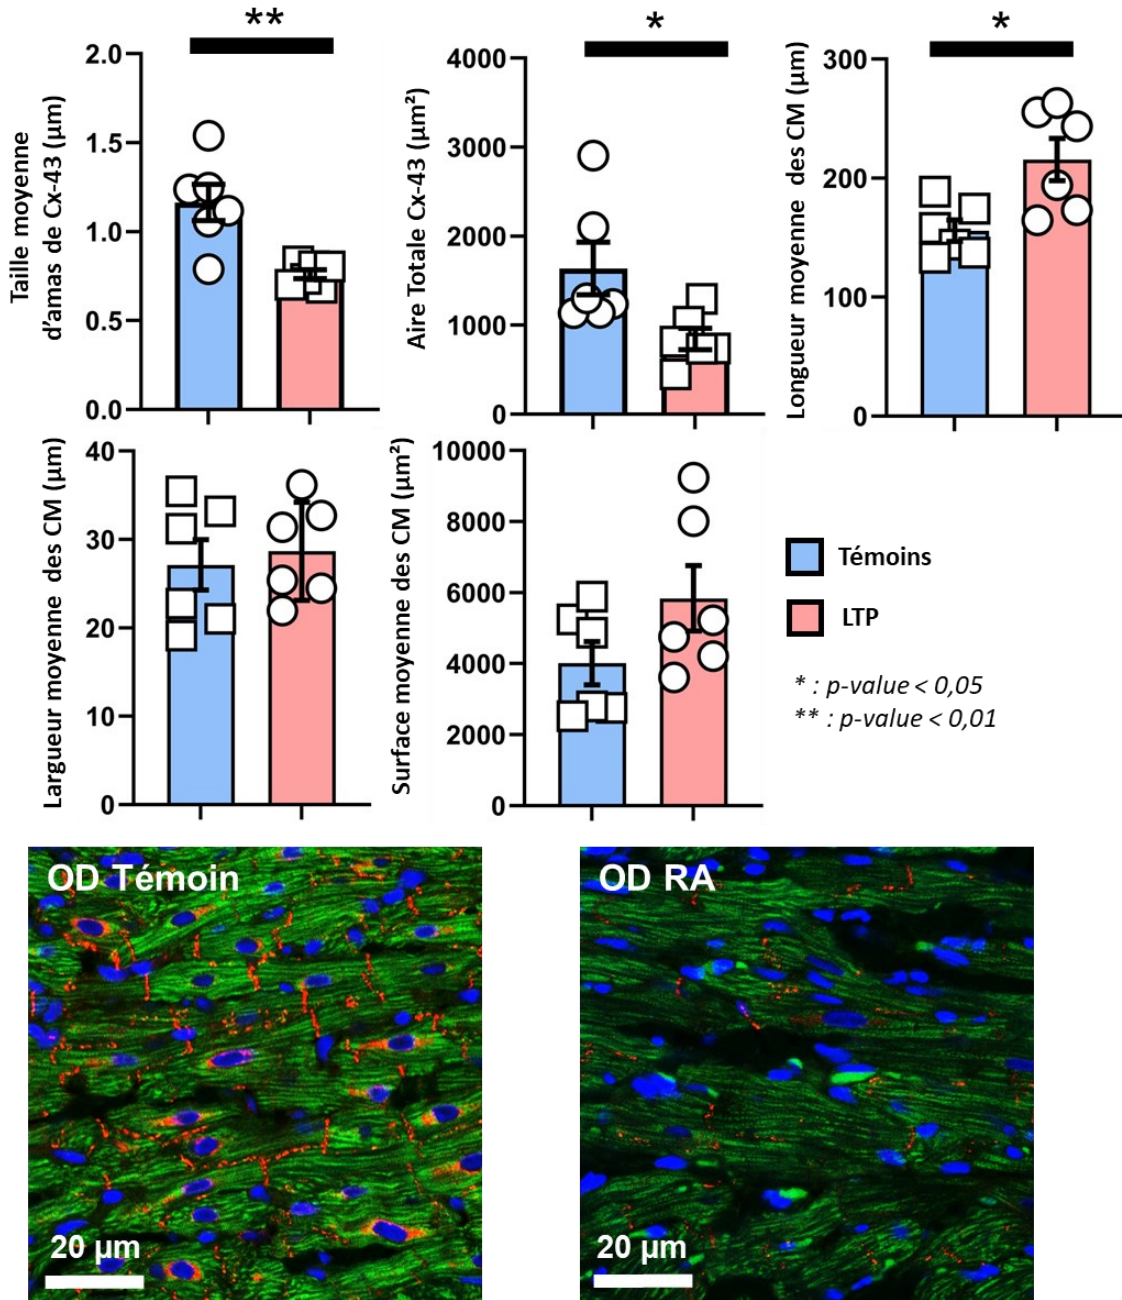 **
2.0
1.5
1.0
0.5
0.0
Taille moyenne
d'amas de Cx-43 (µm)
*
4000
3000
2000
1000
0
Aire Totale Cx-43 (µm²)
*
300
200
100
0
Longueur moyenne des CM (µm)
40
30
20
10
0
Largueur moyenne des CM (µm)
10000
8000
6000
4000
2000
0
Surface moyenne des CM (µm²)
Témoins
LTP
* : p-value < 0,05
** : p-value < 0,01
OD Témoin
20 µm
OD RA
20 µm